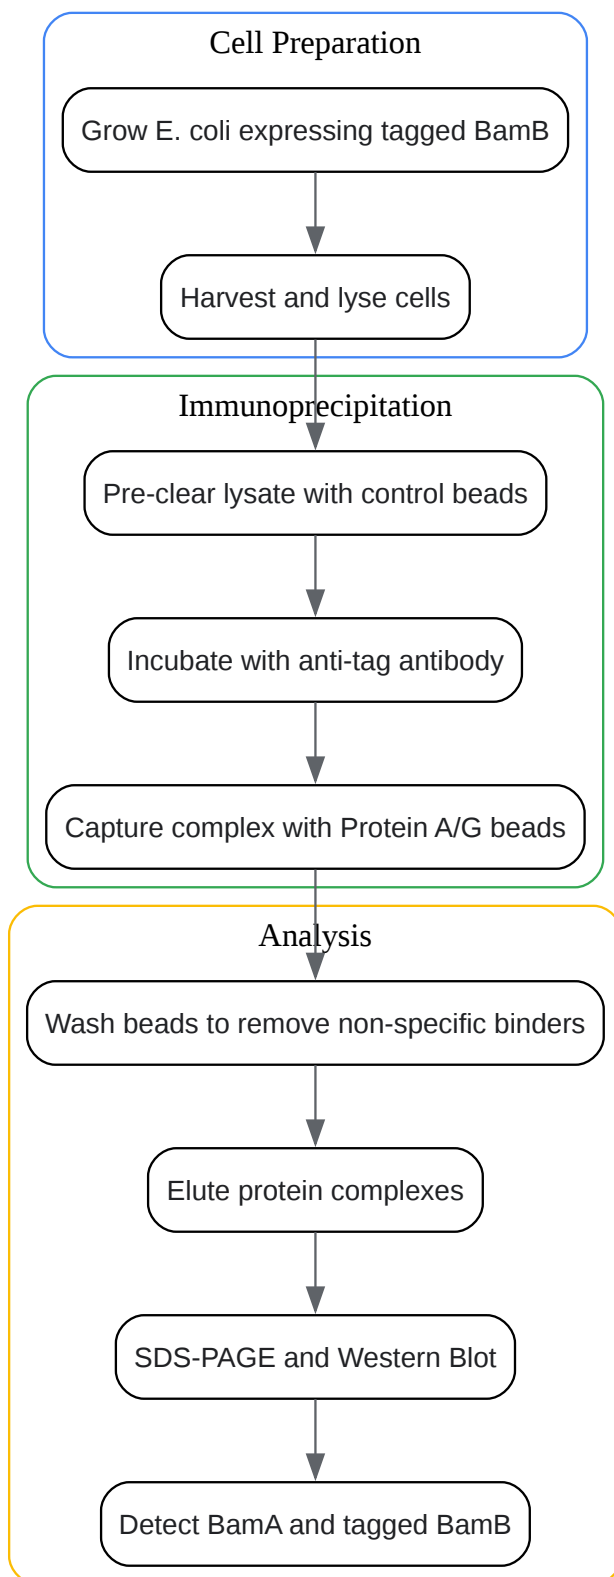 Cell Preparation
Grow E. coli expressing tagged BamB
Harvest and lyse cells
Immunoprecipitation
Pre-clear lysate with control beads
Incubate with anti-tag antibody
Capture complex with Protein A/G beads
Analysis
Wash beads to remove non-specific binders
Elute protein complexes
SDS-PAGE and Western Blot
Detect BamA and tagged BamB